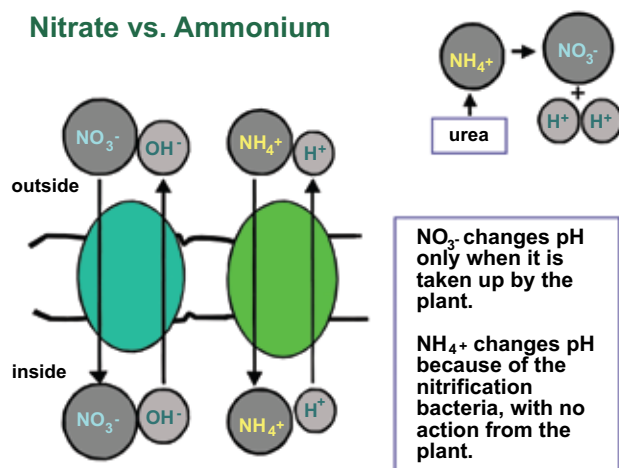 Nitrate vs. Ammonium
NH₄+
NO₃-
+
H+ H+
urea
NO₃- OH- NH₄+ H+
outside
inside
NO₃- OH- NH₄+ H+
NO₃- changes pH
only when it is
taken up by the
plant.
NH₄+ changes pH
because of the
nitrification
bacteria, with no
action from the
plant.